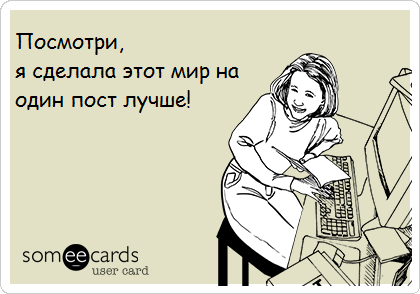 Посмотри,
я сделала этот мир на
один пост лучше!
someecards
user card